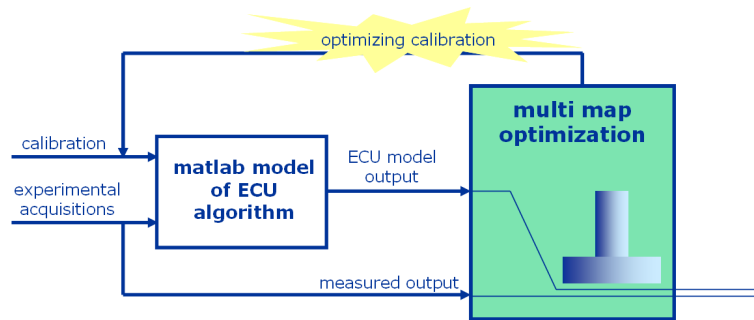 optimizing calibration
multi map
optimization
calibration
matlab model
of ECU
algorithm
ECU model
output
experimental
acquisitions
measured output